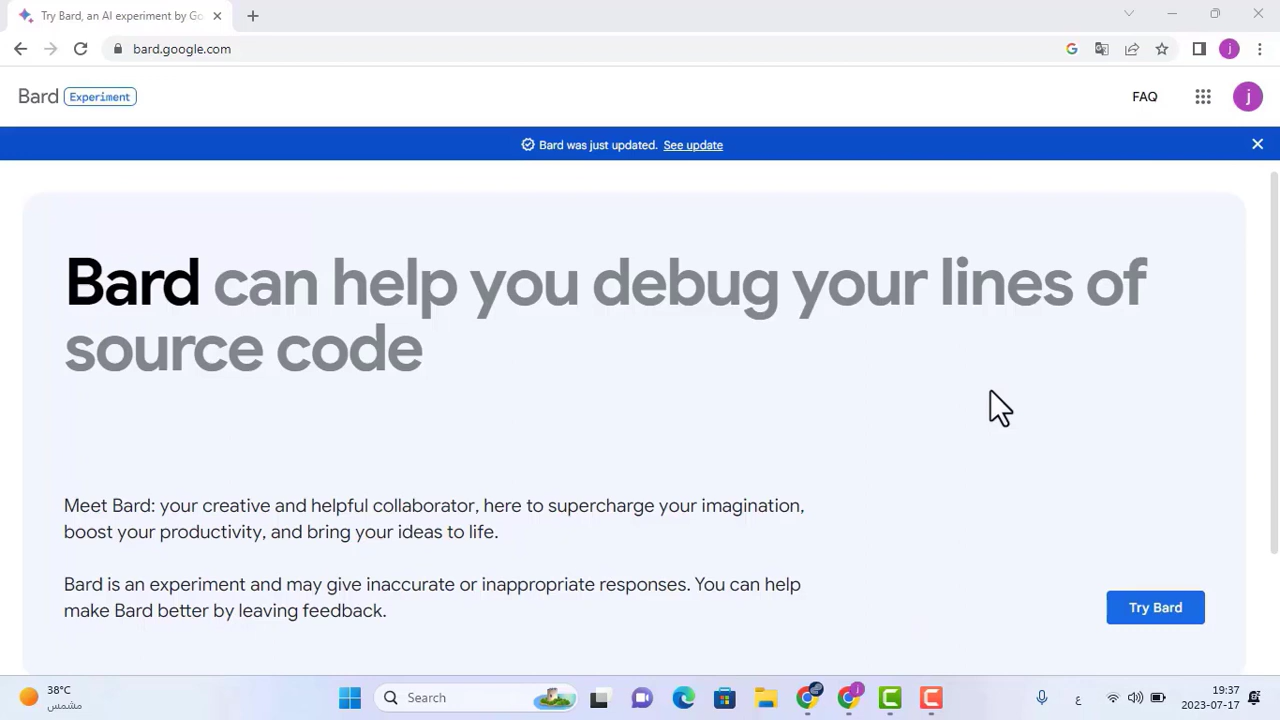 Try Bard, an AI experiment by Go
bard.google.com
j
Bard Experiment
FAQ
j
Bard was just updated. See update
Bard can help you debug your lines of
source code
Meet Bard: your creative and helpful collaborator, here to supercharge your imagination,
boost your productivity, and bring your ideas to life.
Bard is an experiment and may give inaccurate or inappropriate responses. You can help
make Bard better by leaving feedback.
Try Bard
38°C
مشمس
Search
j
ع
19:37
2023-07-17